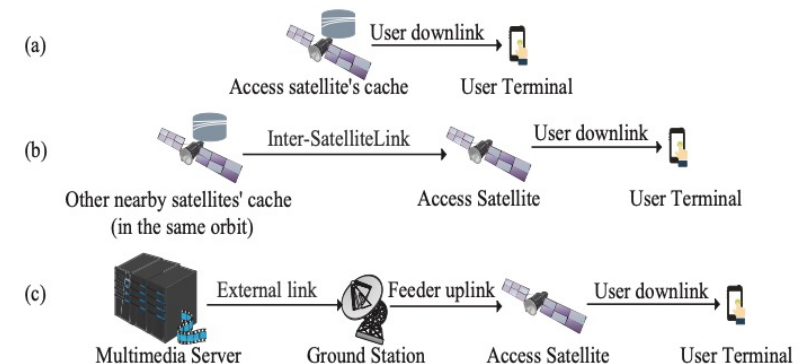 (a)
User downlink
Access satellite's cache
User Terminal
(b)
Inter-SatelliteLink
User downlink
Other nearby satellites' cache
(in the same orbit)
Access Satellite
User Terminal
(c)
External link
Feeder uplink
User downlink
Multimedia Server
Ground Station
Access Satellite
User Terminal